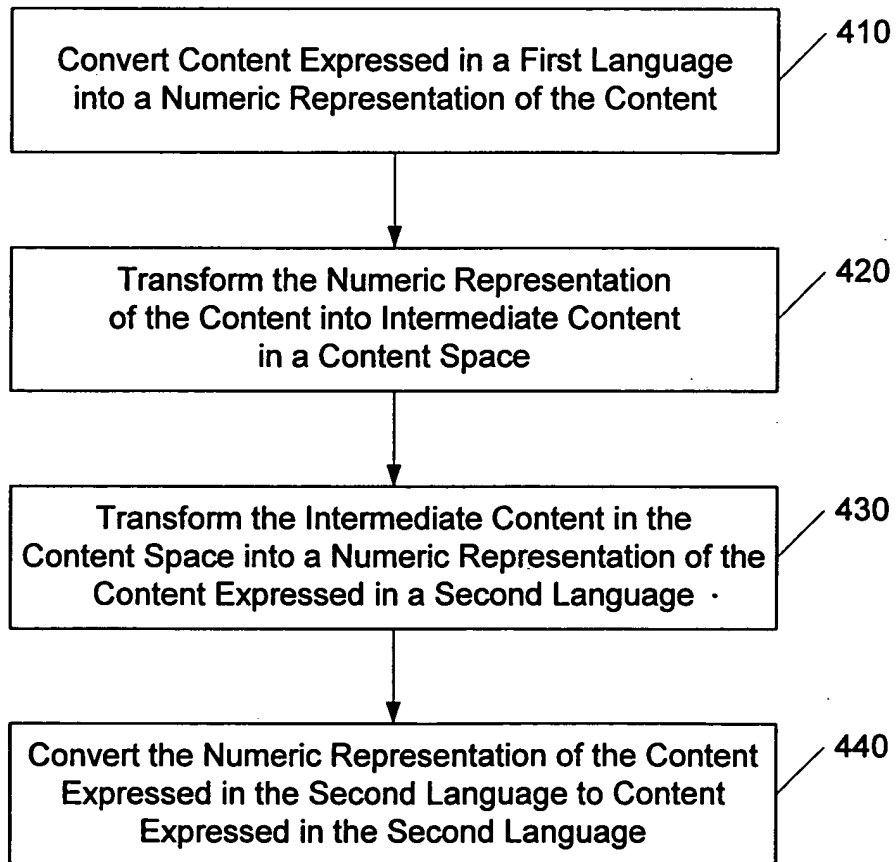 410
Convert Content Expressed in a First Language
into a Numeric Representation of the Content
420
Transform the Numeric Representation
of the Content into Intermediate Content
in a Content Space
430
Transform the Intermediate Content in the
Content Space into a Numeric Representation of the
Content Expressed in a Second Language
440
Convert the Numeric Representation of the Content
Expressed in the Second Language to Content
Expressed in the Second Language